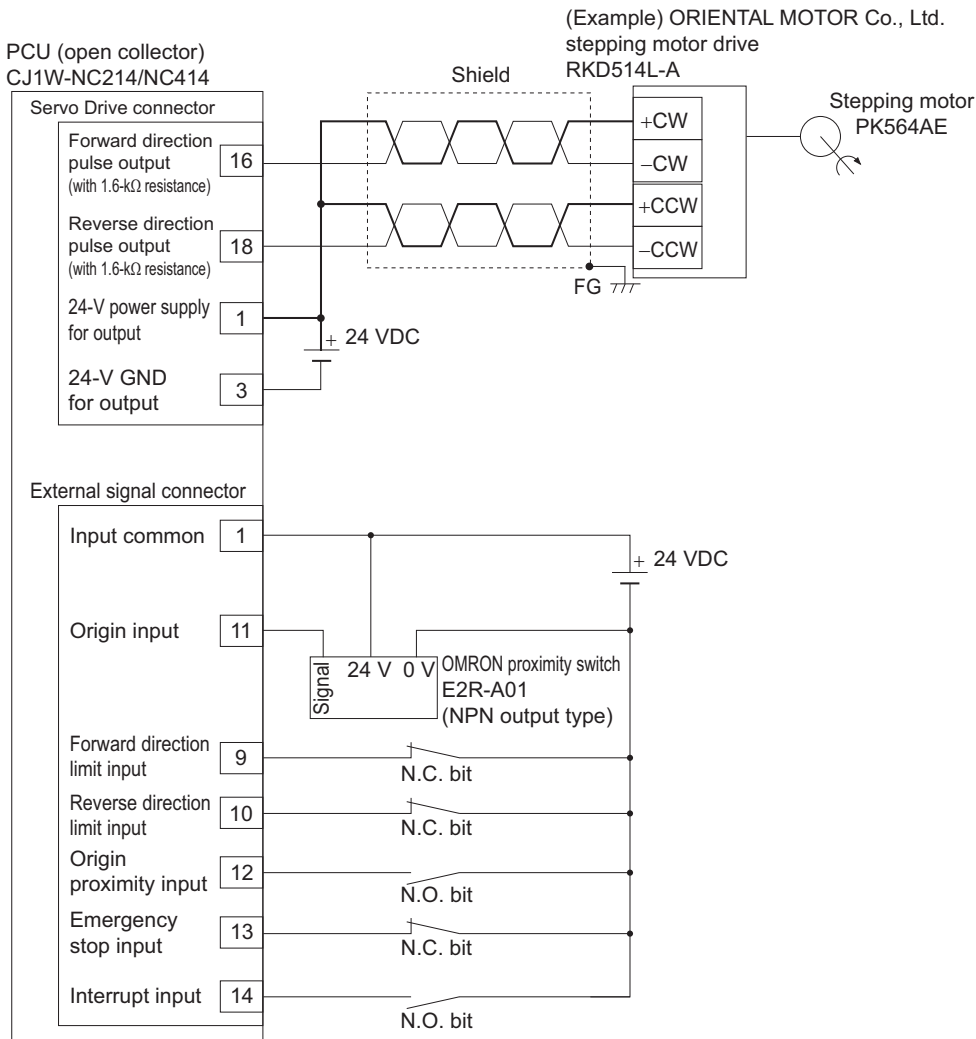 (Example) ORIENTAL MOTOR Co., Ltd.
stepping motor drive
RKD514L-A
PCU (open collector)
CJ1W-NC214/NC414
Shield
Stepping motor
PK564AE
Servo Drive connector
Forward direction
pulse output
(with 1.6-kΩ resistance)
16
+CW
−CW
Reverse direction
pulse output
(with 1.6-kΩ resistance)
18
+CCW
−CCW
FG
24-V power supply
for output
1
+ 24 VDC
24-V GND
for output
3
External signal connector
Input common
1
+ 24 VDC
Origin input
11
Signal
24 V
0 V
OMRON proximity switch
E2R-A01
(NPN output type)
Forward direction
limit input
9
N.C. bit
Reverse direction
limit input
10
N.C. bit
Origin
proximity input
12
N.O. bit
Emergency
stop input
13
N.C. bit
Interrupt input
14
N.O. bit